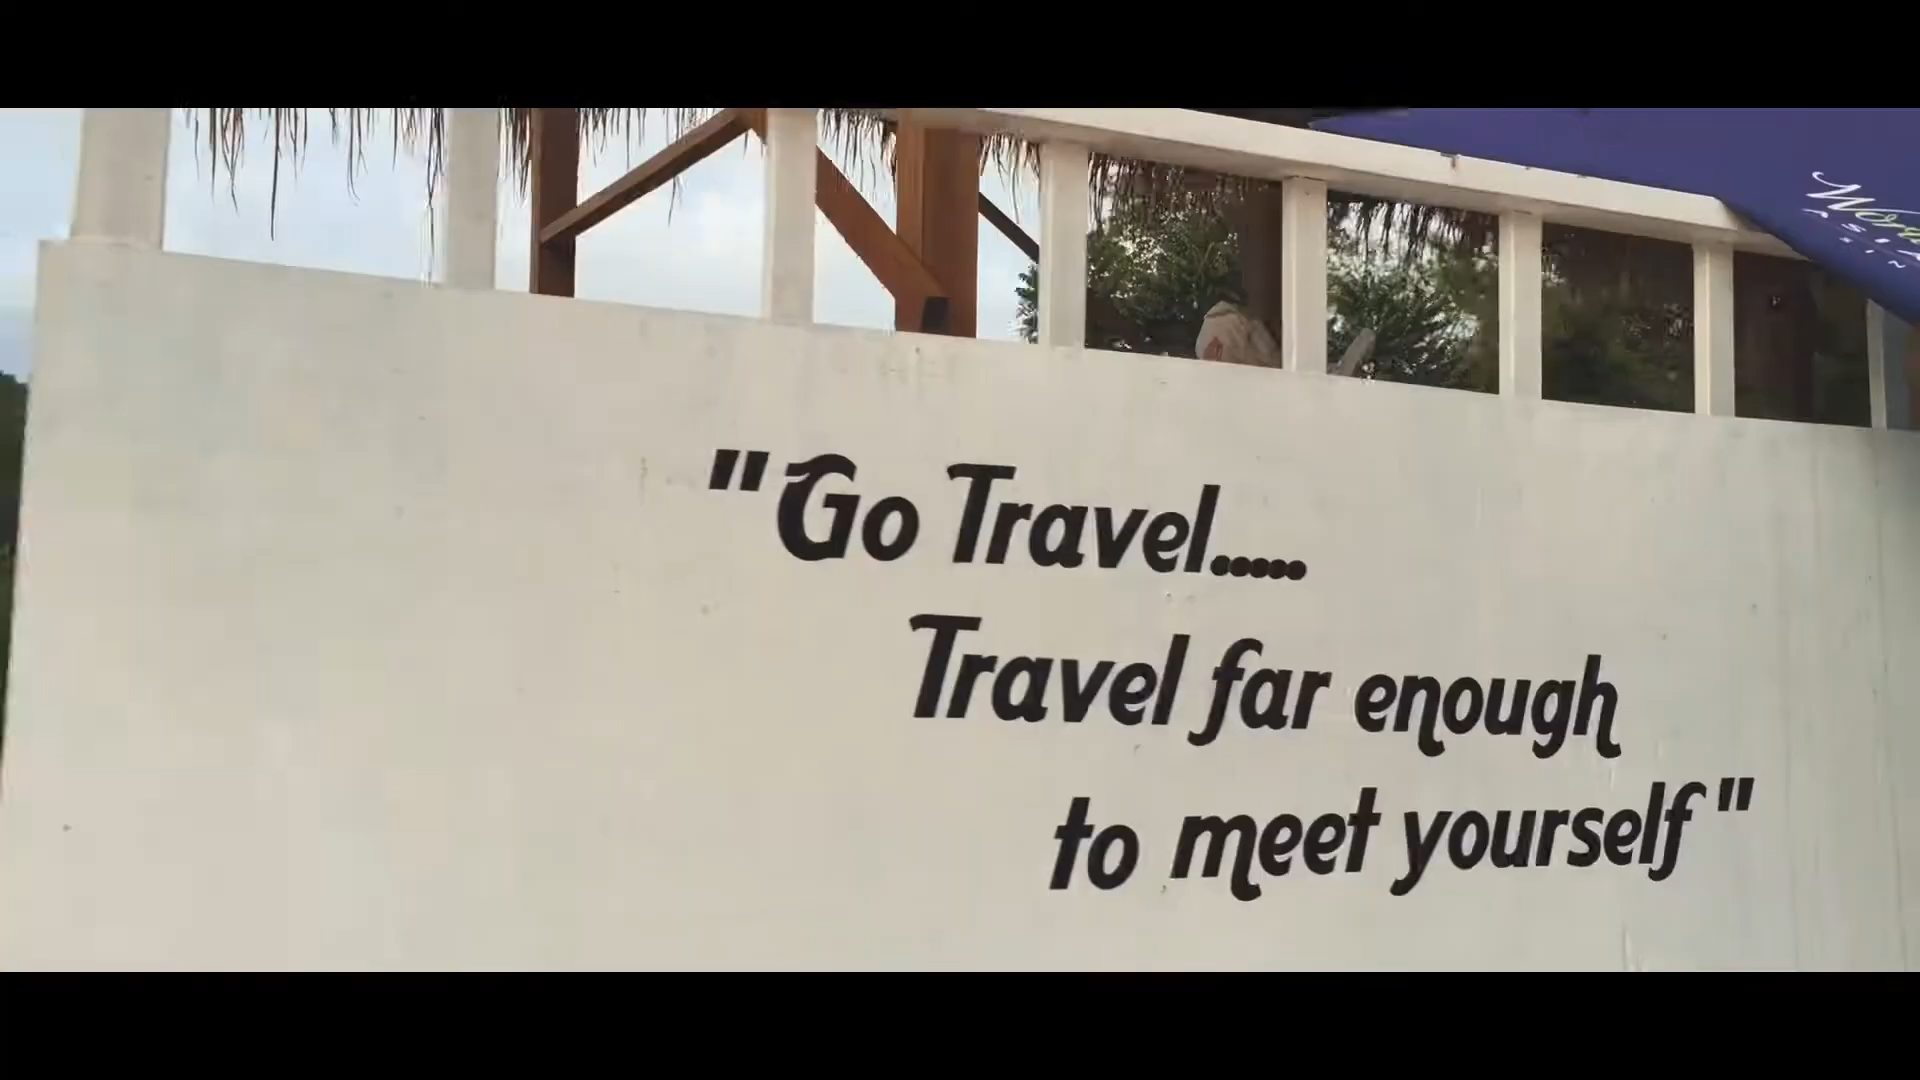 "Go Travel.....
Travel far enough
to meet yourself"